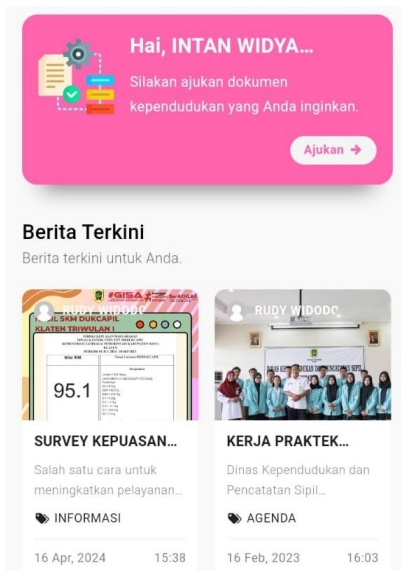 Hai, INTAN WIDYA...
Silakan ajukan dokumen
kependudukan yang Anda inginkan.
Ajukan →
Berita Terkini
Berita terkini untuk Anda.
#GISA
RUDY WIDODO
SKM DUKCAPIL
KLATEN TRIWULAN I
95.1
SURVEY KEPUASAN...
Salah satu cara untuk
meningkatkan pelayanan...
INFORMASI
16 Apr, 2024 15:38
RUDY WIDODO
KERJA PRAKTEK...
Dinas Kependudukan dan
Pencatatan Sipil...
AGENDA
16 Feb, 2023 16:03